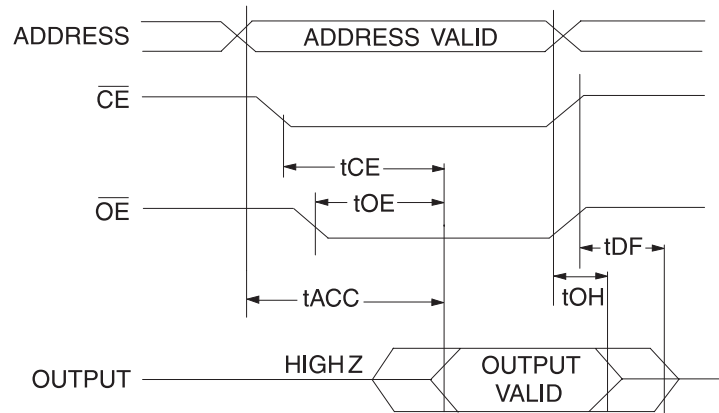 ADDRESS
ADDRESS VALID
CE
tCE
tOE
OE
tDF
tACC
tOH
HIGH Z
OUTPUT
OUTPUT
VALID